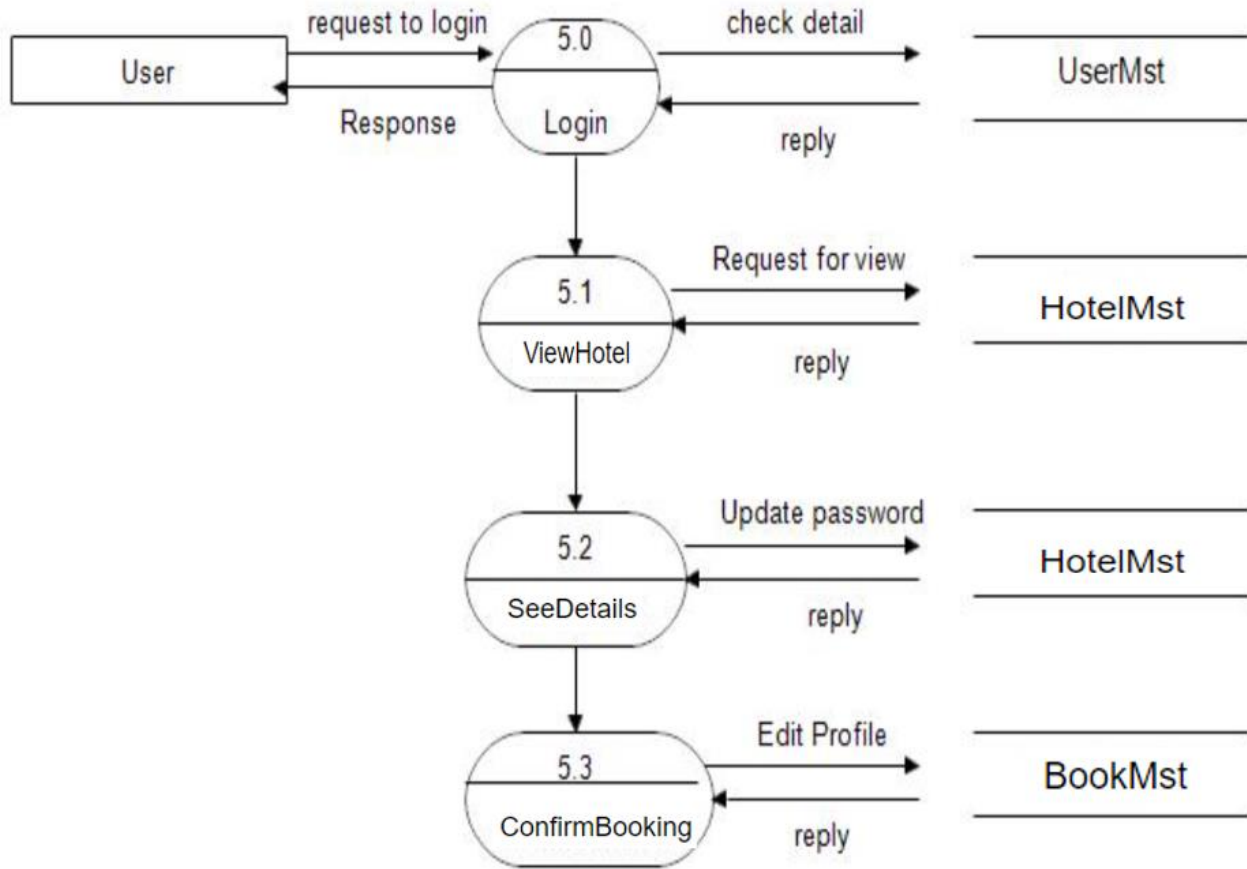 request to login
5.0
check detail
User
UserMst
Response
Login
reply
Request for view
5.1
HotelMst
ViewHotel
reply
Update password
5.2
HotelMst
SeeDetails
reply
Edit Profile
5.3
BookMst
ConfirmBooking
reply